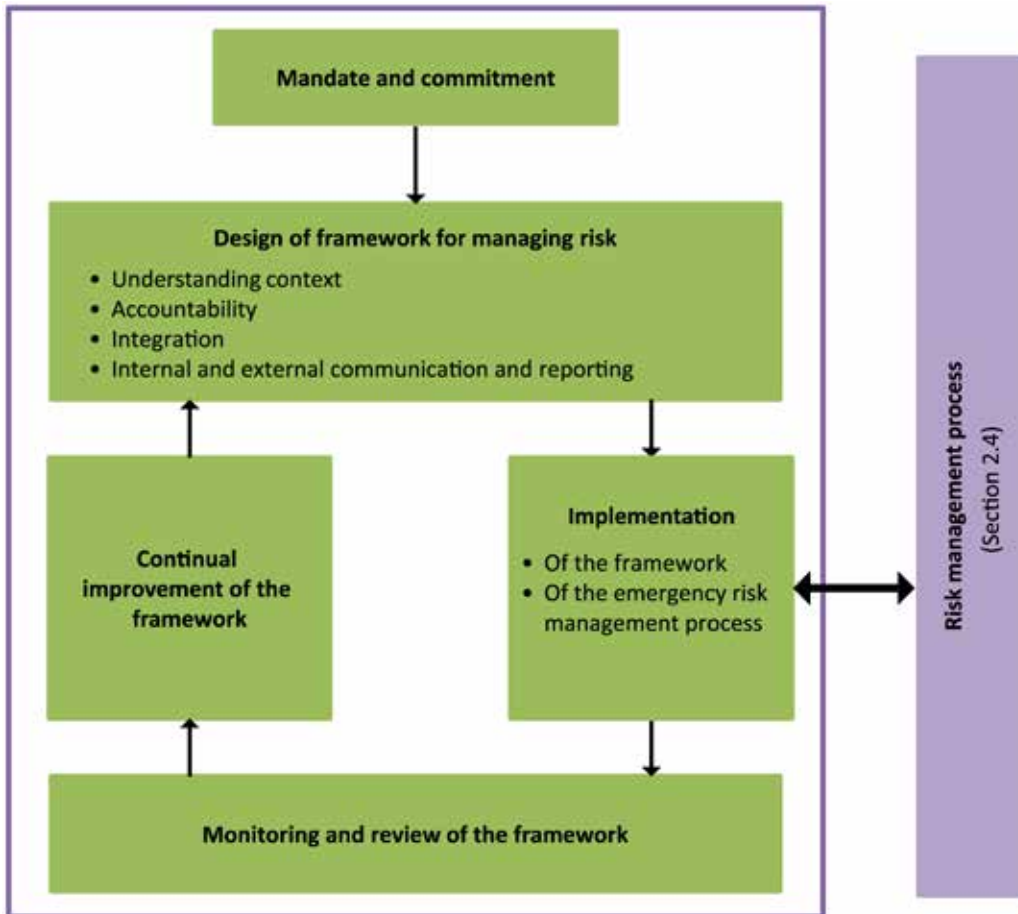 Mandate and commitment
Design of framework for managing risk
• Understanding context
• Accountability
• Integration
• Internal and external communication and reporting
Continual
improvement of the
framework
Implementation
• Of the framework
• Of the emergency risk
management process
Monitoring and review of the framework
Risk management process
(Section 2.4)